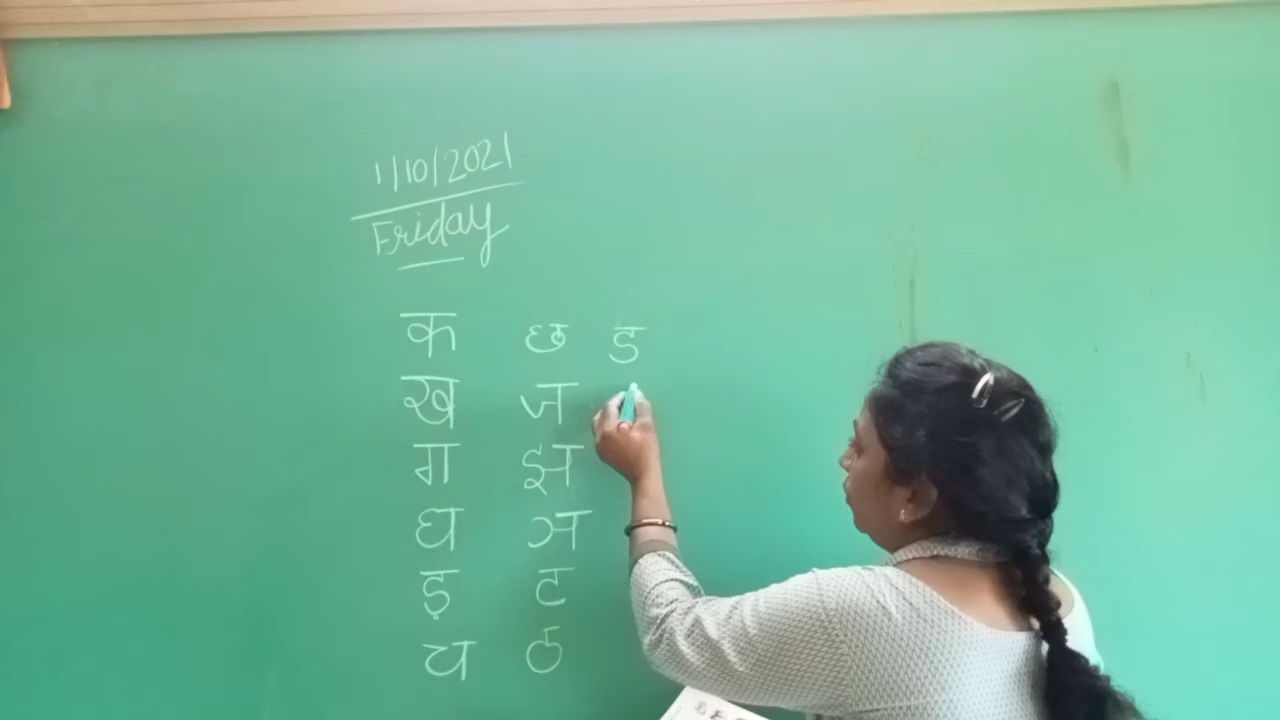 1/10/2021
Friday
क छ ड
ख ज
ग झ
घ ञ
ङ ट
च ठ